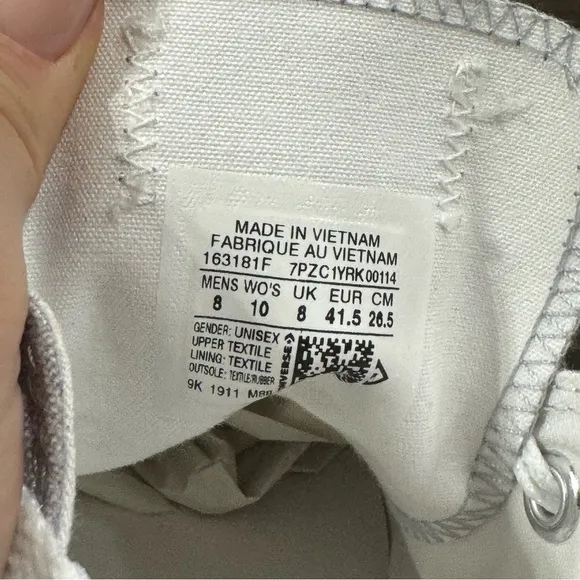 MADE IN VIETNAM
FABRIQUE AU VIETNAM
163181F 7PZC1YRK00114
MENS WO'S UK EUR CM
8 10 8 41.5 26.5
GENDER: UNISEX
UPPER TEXTILE
LINING: TEXTILE
OUTSOLE: TEXTILE/RUBBER
9K 1911